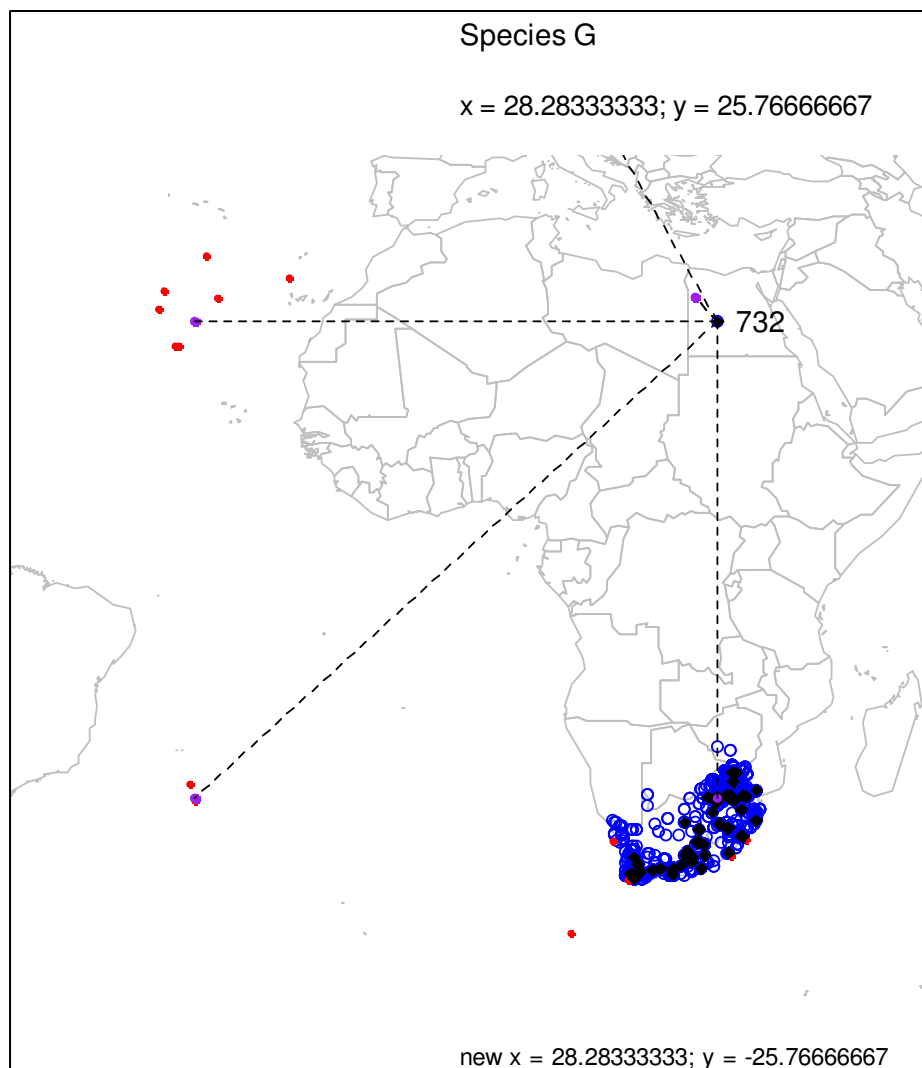 Species G
x = 28.28333333; y = 25.76666667
732
new x = 28.28333333; y = -25.76666667